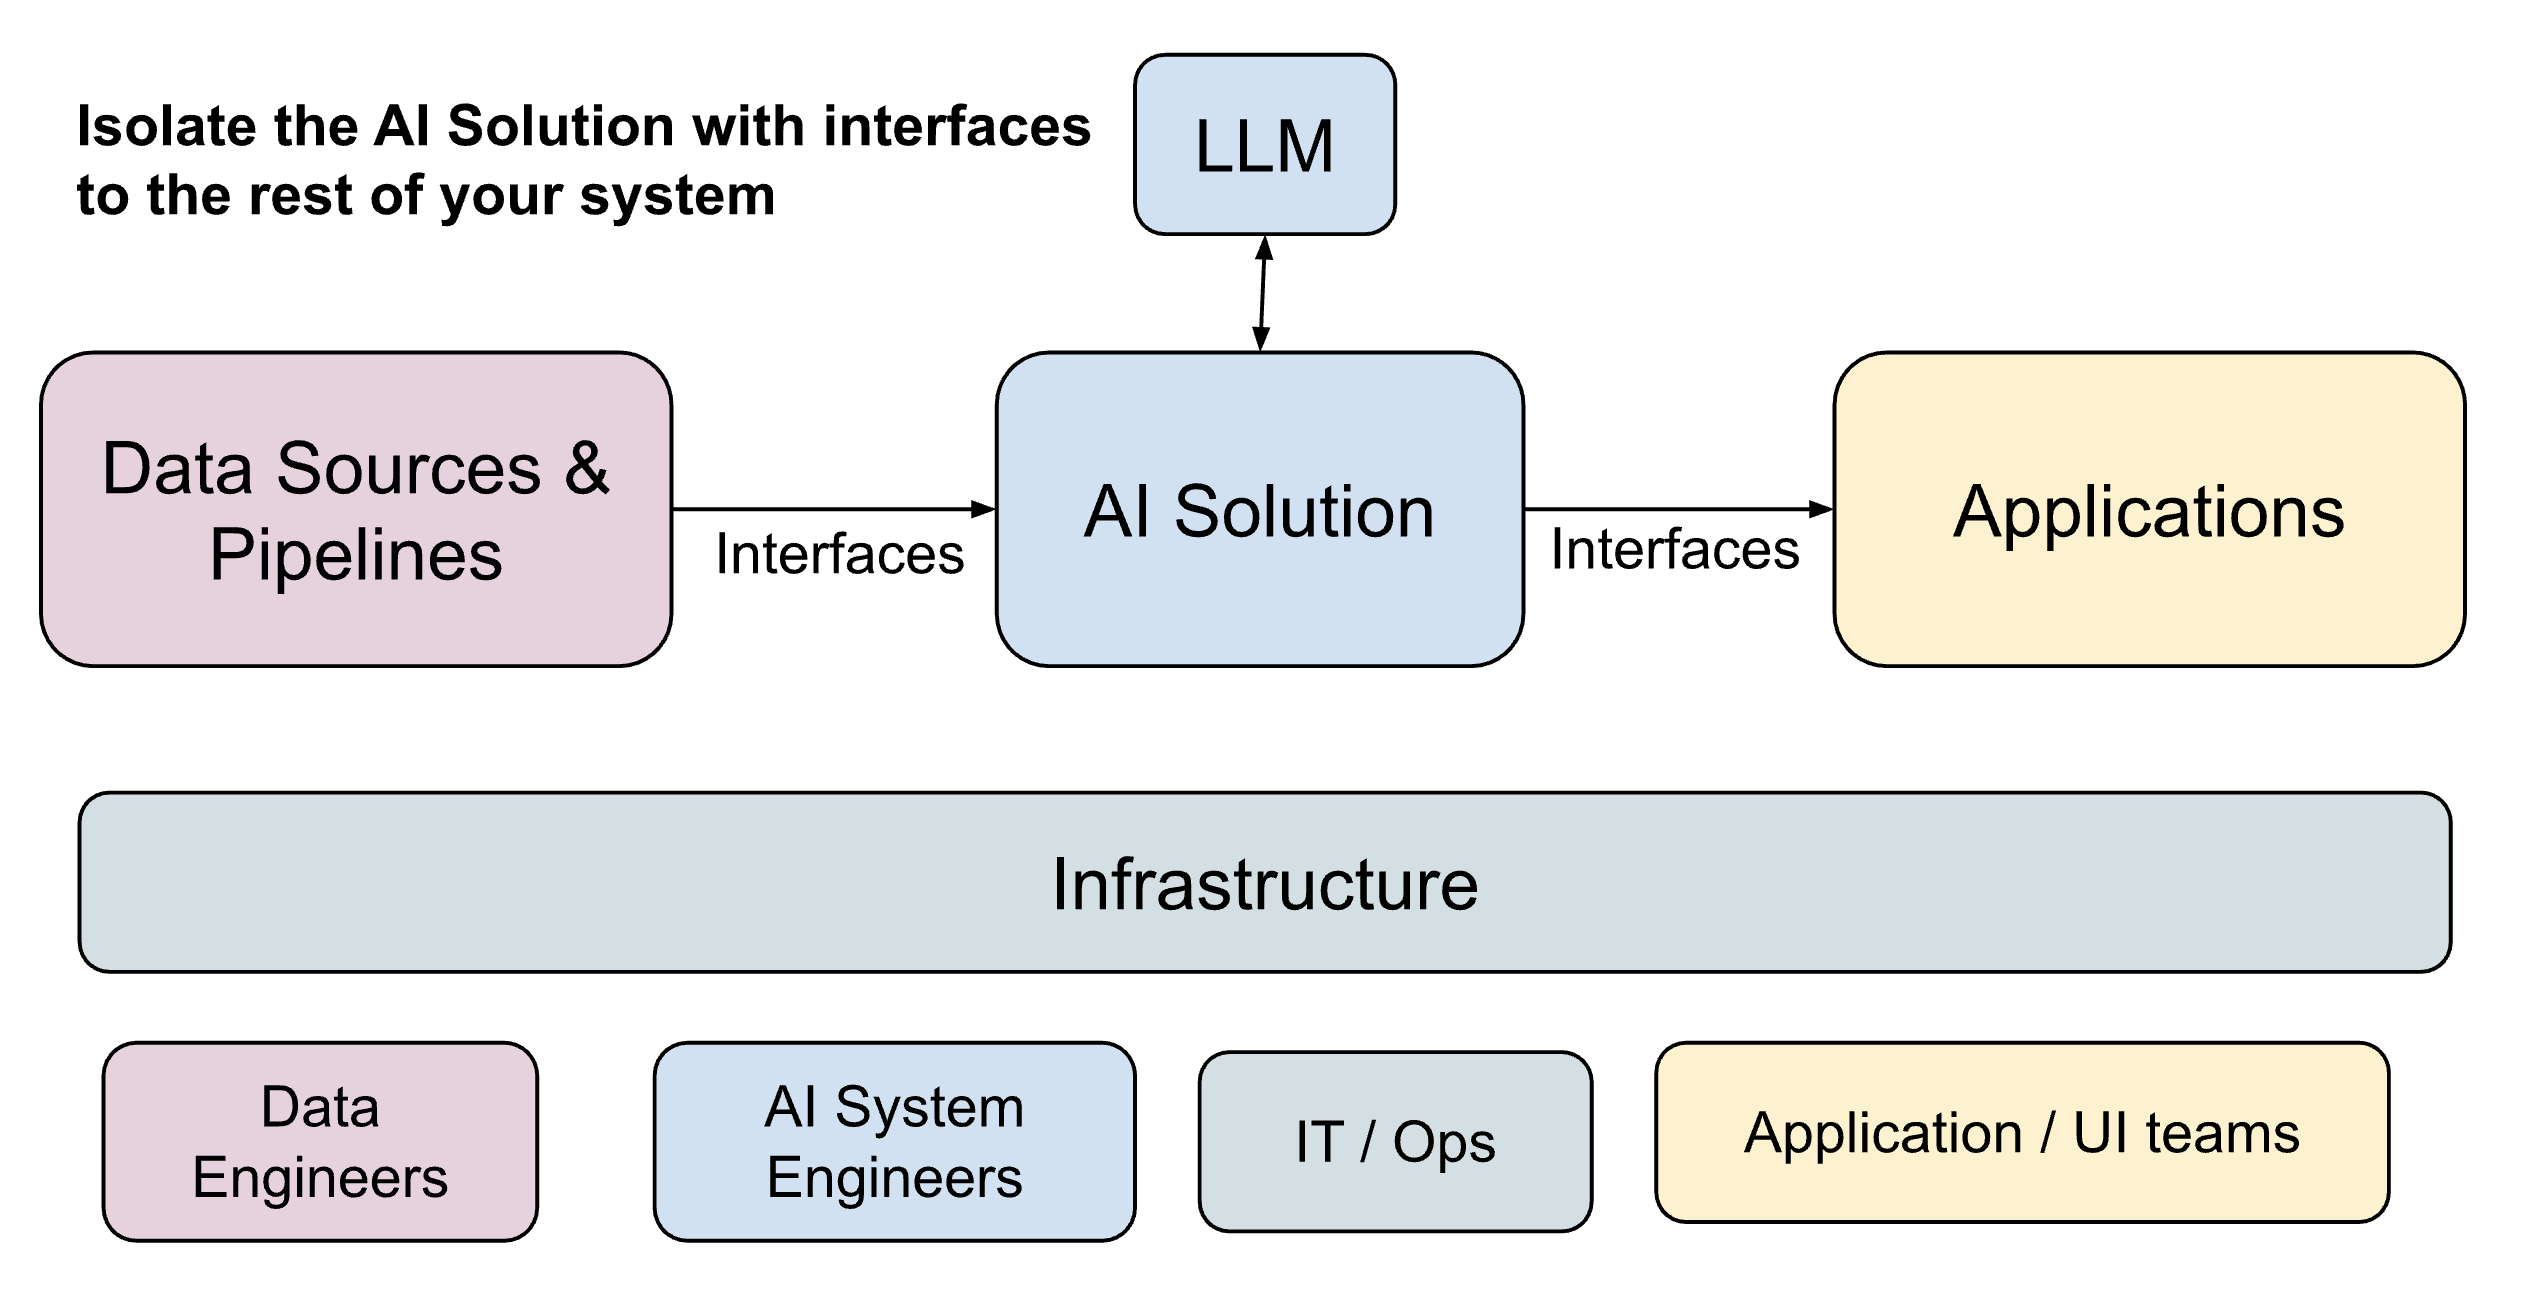 Isolate the AI Solution with interfaces
to the rest of your system
LLM
Data Sources &
Pipelines
Interfaces
AI Solution
Interfaces
Applications
Infrastructure
Data
Engineers
AI System
Engineers
IT / Ops
Application / UI teams